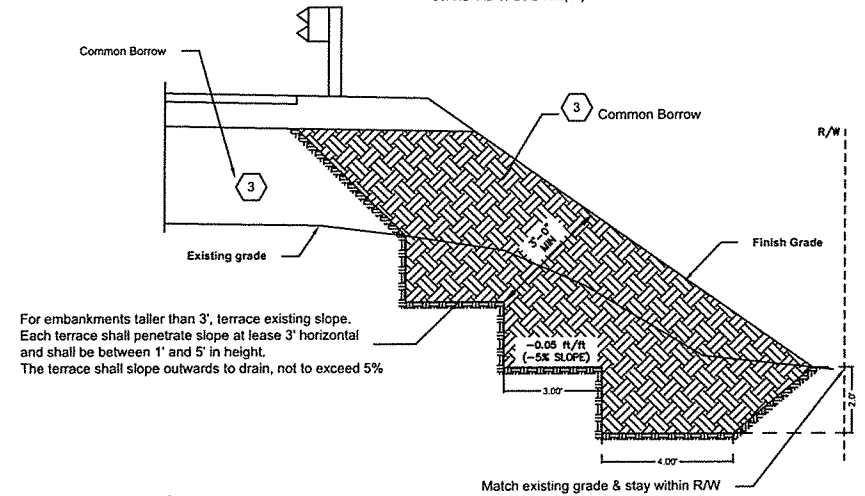 Common Borrow
3
Common Borrow
R/W
3
3'-0"
MIN
Existing grade
Finish Grade
For embankments taller than 3', terrace existing slope.
Each terrace shall penetrate slope at lease 3' horizontal
and shall be between 1' and 5' in height.
The terrace shall slope outwards to drain, not to exceed 5%
-0.05 ft/ft
(-5% SLOPE)
3.00'
2.0'
4.00'
Match existing grade & stay within R/W